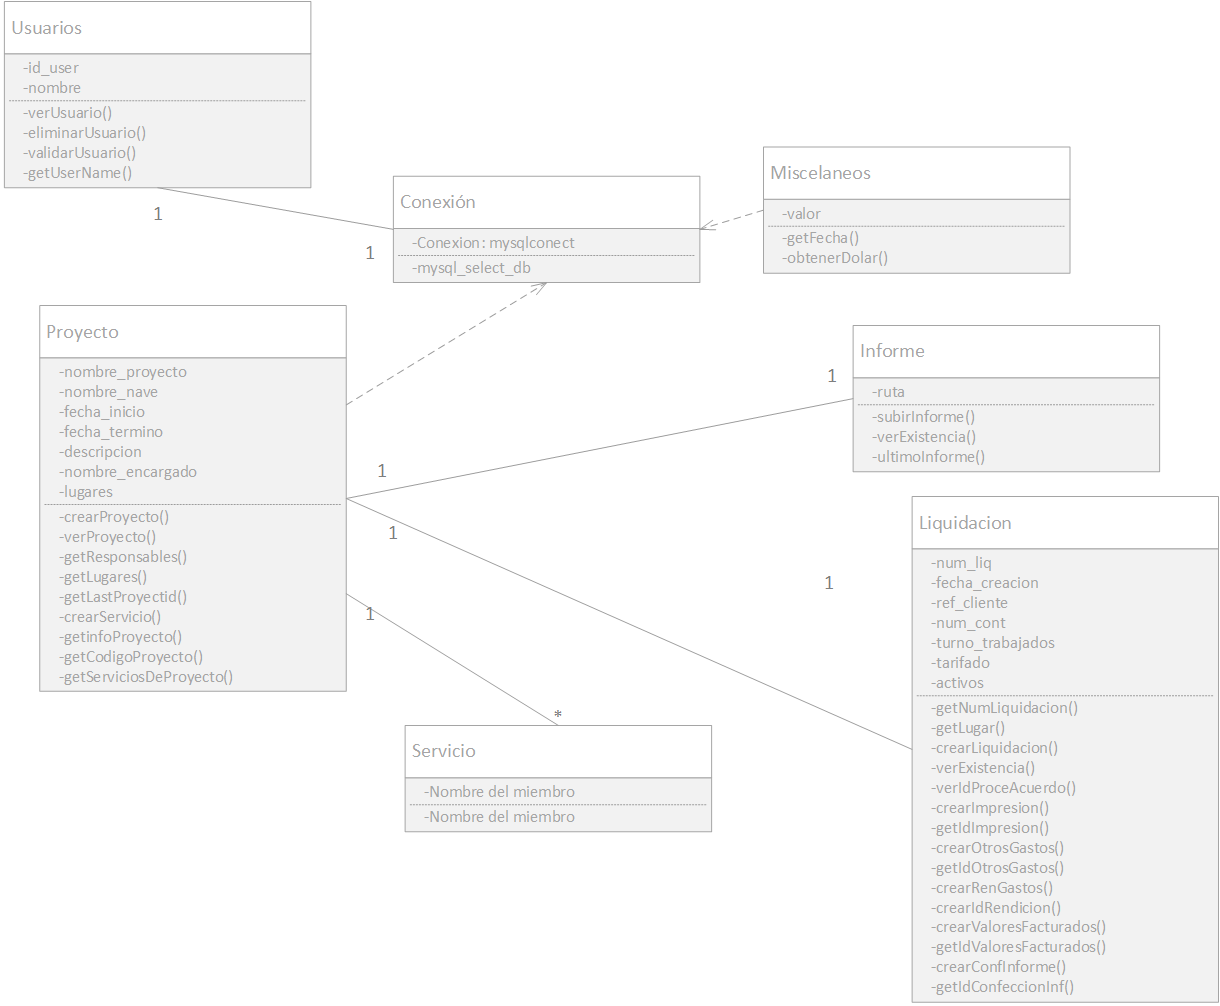 Usuarios
-id_user
-nombre
-verUsuario()
-eliminarUsuario()
-validarUsuario()
-getUserName()
1
1
Conexión
-Conexion: mysqlconect
-mysql_select_db
Miscelaneos
-valor
-getFecha()
-obtenerDolar()
Proyecto
-nombre_proyecto
-nombre_nave
-fecha_inicio
-fecha_termino
-descripcion
-nombre_encargado
-lugares
-crearProyecto()
-verProyecto()
-getResponsables()
-getLugares()
-getLastProyectid()
-crearServicio()
-getinfoProyecto()
-getCodigoProyecto()
-getServiciosDeProyecto()
1
1
Informe
-ruta
-subirInforme()
-verExistencia()
-ultimoInforme()
1
1
Liquidacion
-num_liq
-fecha_creacion
-ref_cliente
-num_cont
-turno_trabajados
-tarifado
-activos
-getNumLiquidacion()
-getLugar()
-crearLiquidacion()
-verExistencia()
-verIdProceAcuerdo()
-crearImpresion()
-getIdImpresion()
-crearOtrosGastos()
-getIdOtrosGastos()
-crearRenGastos()
-crearIdRendicion()
-crearValoresFacturados()
-getIdValoresFacturados()
-crearConfInforme()
-getIdConfeccionInf()
1
*
Servicio
-Nombre del miembro
-Nombre del miembro